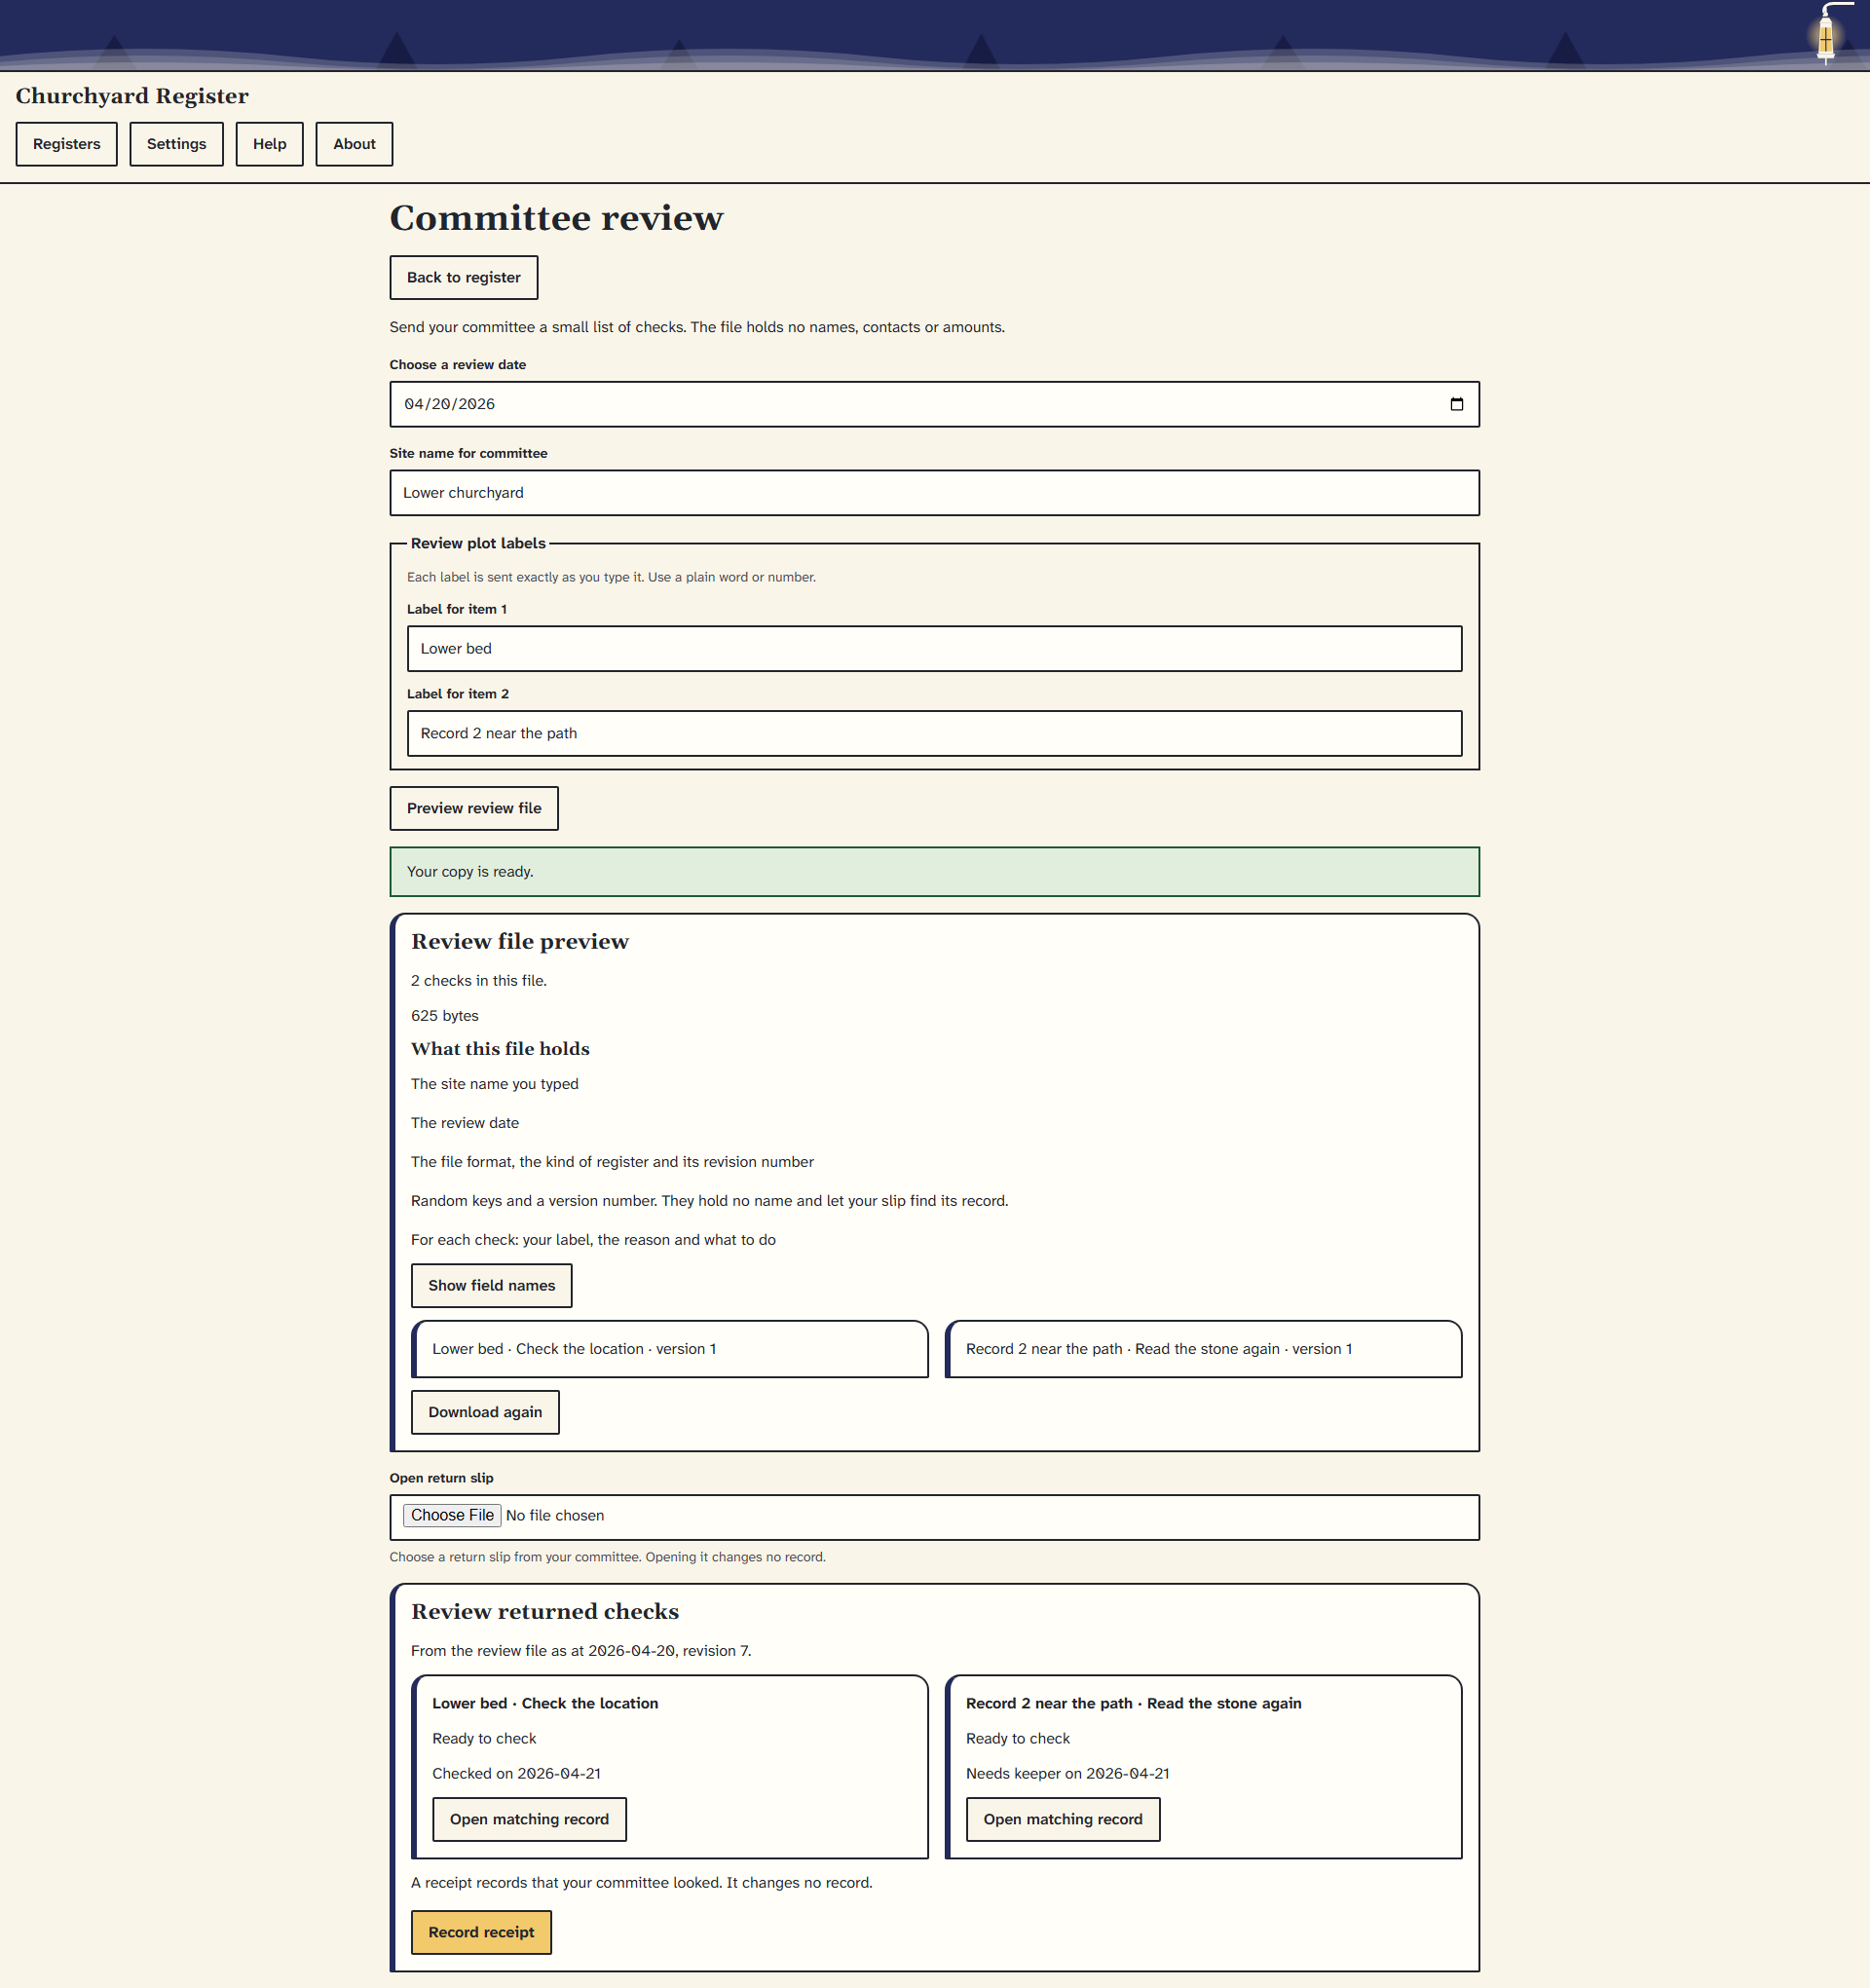 Churchyard Register
Registers
Settings
Help
About
Committee review
Back to register
Send your committee a small list of checks. The file holds no names, contacts or amounts.
Choose a review date
04/20/2026
Site name for committee
Lower churchyard
Review plot labels
Each label is sent exactly as you type it. Use a plain word or number.
Label for item 1
Lower bed
Label for item 2
Record 2 near the path
Preview review file
Your copy is ready.
Review file preview
2 checks in this file.
625 bytes
What this file holds
The site name you typed
The review date
The file format, the kind of register and its revision number
Random keys and a version number. They hold no name and let your slip find its record.
For each check: your label, the reason and what to do
Show field names
Lower bed · Check the location · version 1
Record 2 near the path · Read the stone again · version 1
Download again
Open return slip
Choose File No file chosen
Choose a return slip from your committee. Opening it changes no record.
Review returned checks
From the review file as at 2026-04-20, revision 7.
Lower bed · Check the location
Ready to check
Checked on 2026-04-21
Open matching record
Record 2 near the path · Read the stone again
Ready to check
Needs keeper on 2026-04-21
Open matching record
A receipt records that your committee looked. It changes no record.
Record receipt